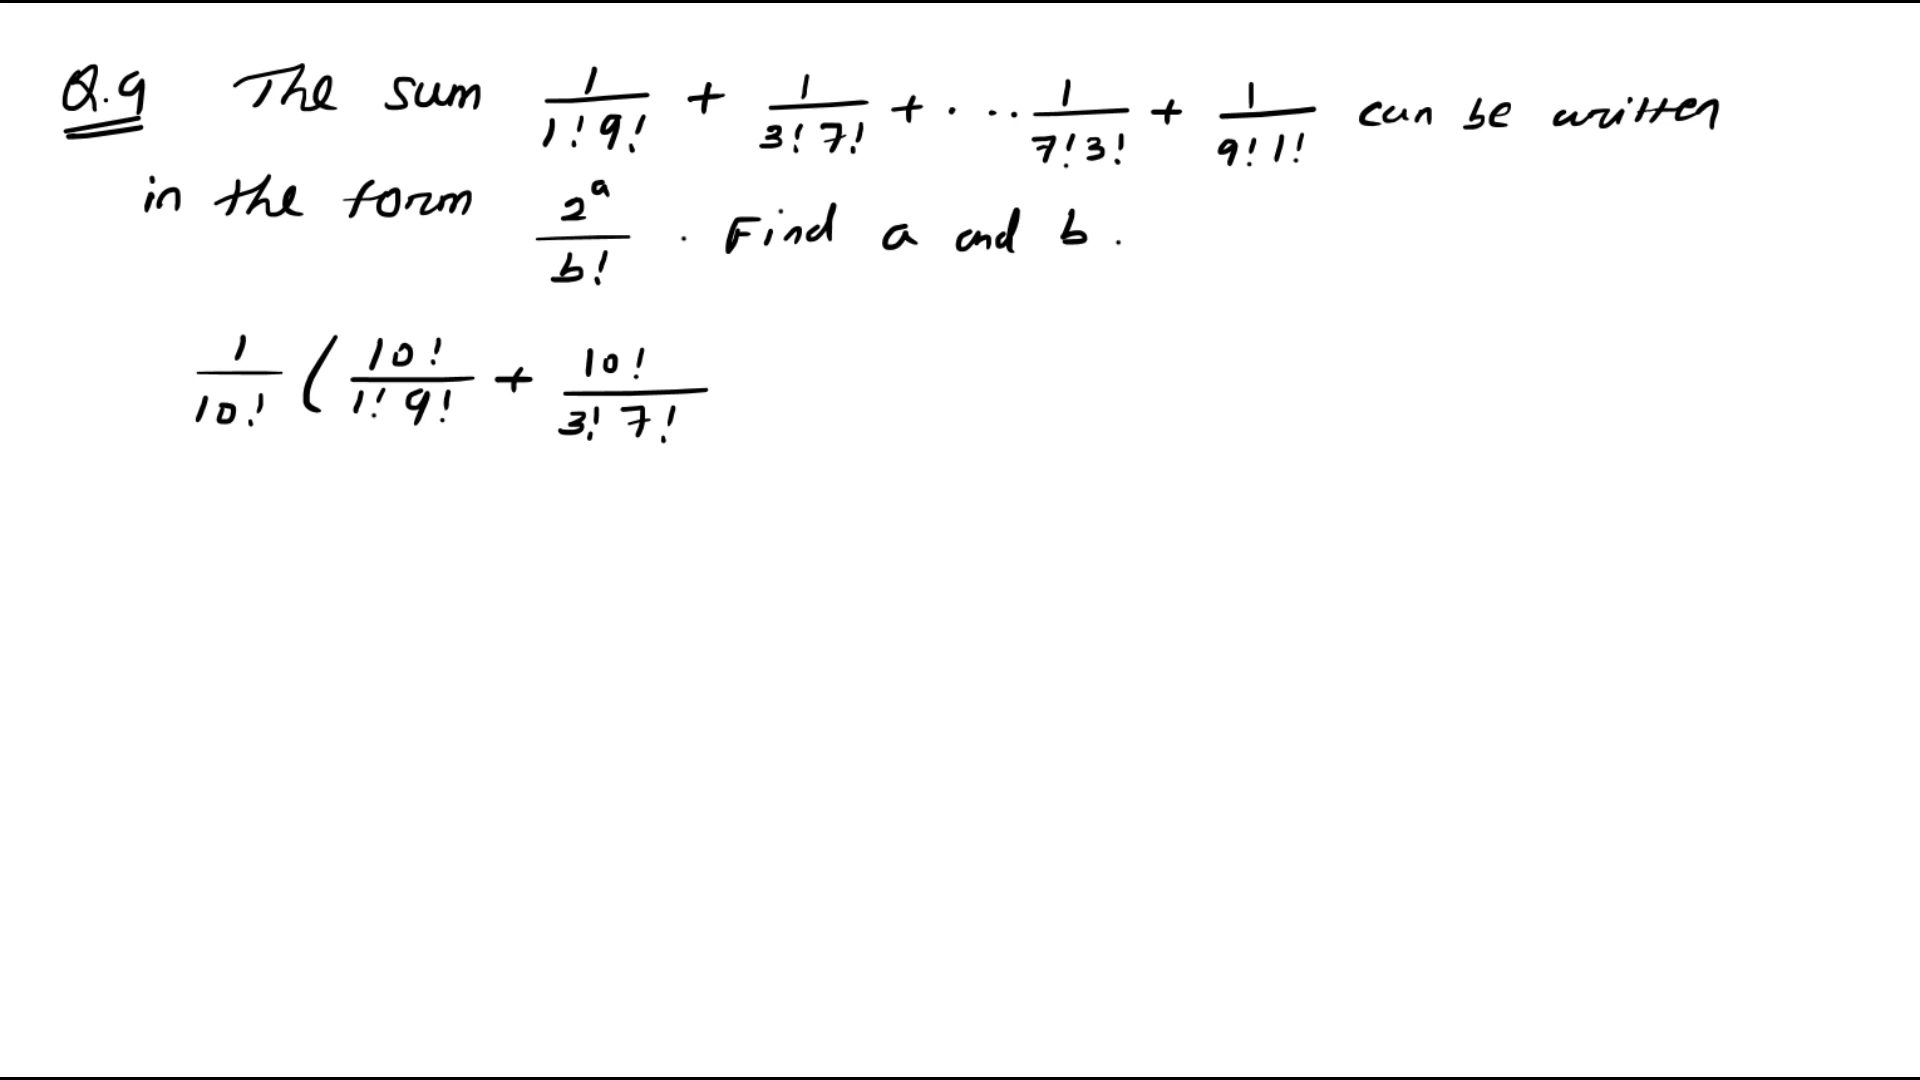 Q.9 The sum 1/(1!9!) + 1/(3!7!) + . ... 1/(7!3!) + 1/(9!1!) can be written
in the form 2^a/b! . Find a and b.
1/10! ( 10!/(1!9!) + 10!/(3!7!)